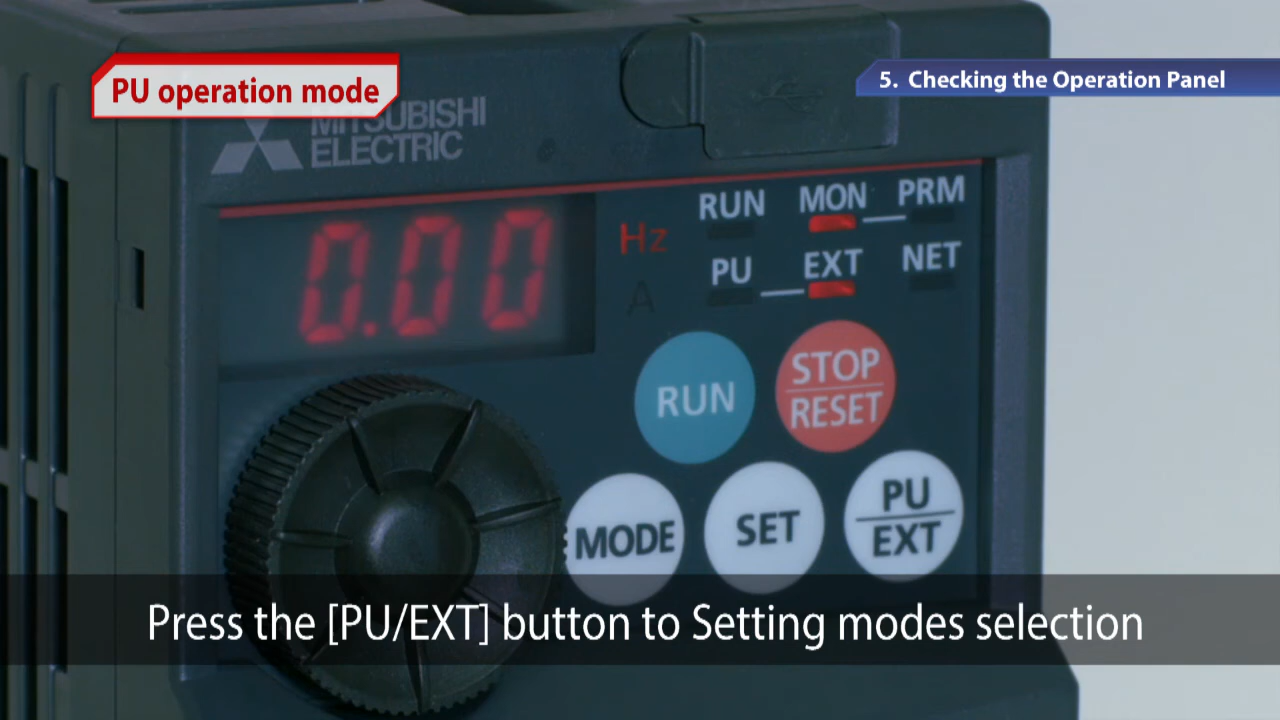 PU operation mode
5. Checking the Operation Panel
MITSUBISHI
ELECTRIC
0.00
Hz
A
RUN MON PRM
PU EXT NET
RUN
STOP
RESET
MODE
SET
PU
EXT
Press the [PU/EXT] button to Setting modes selection